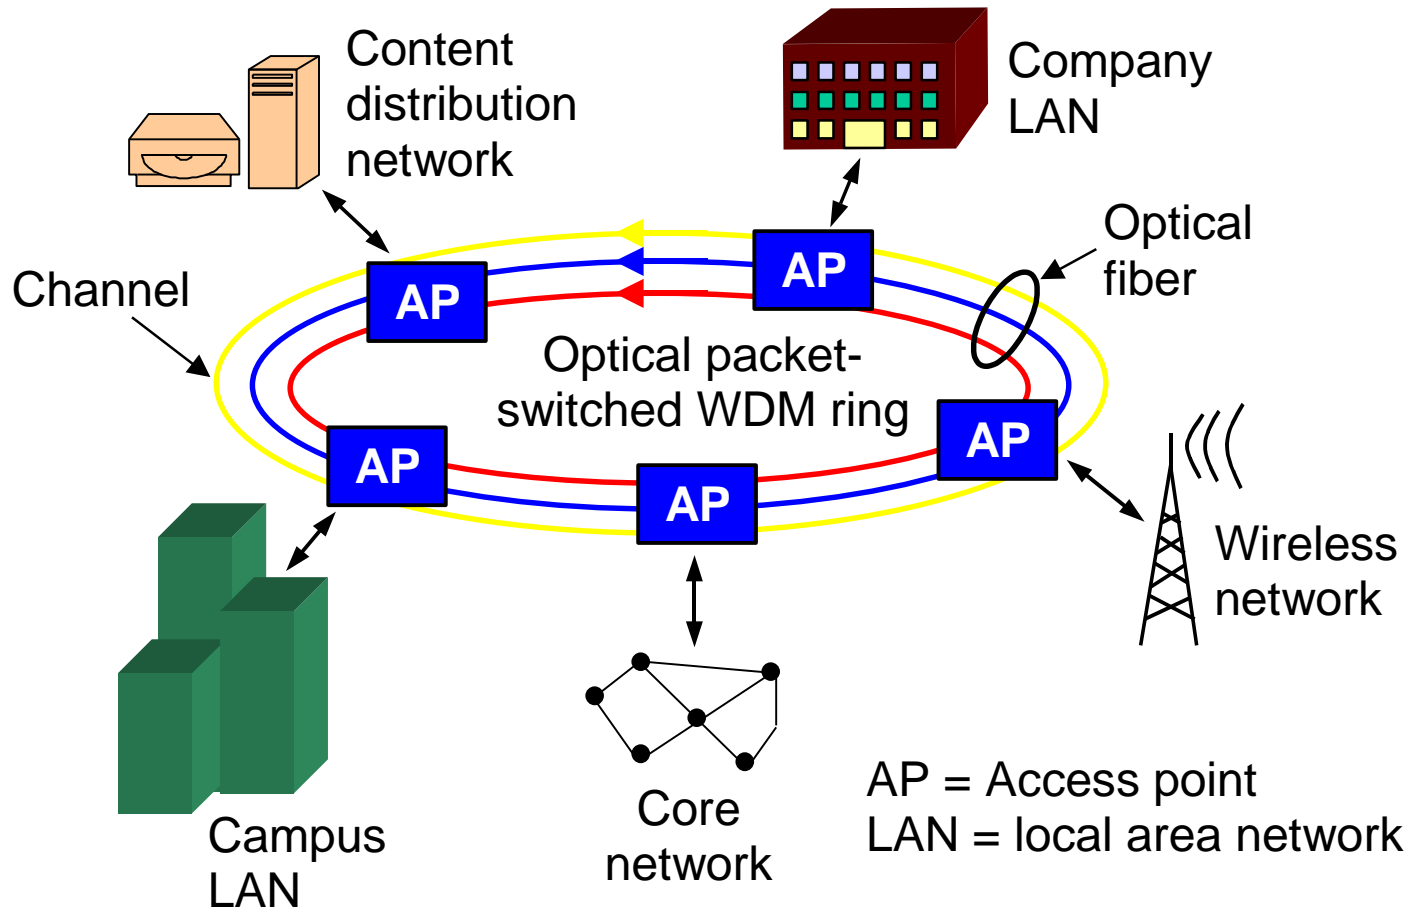 Content
distribution
network
Company
LAN
Optical
fiber
Channel
AP
AP
Optical packet-
switched WDM ring
AP
AP
AP
Wireless
network
Campus
LAN
Core
network
AP = Access point
LAN = local area network